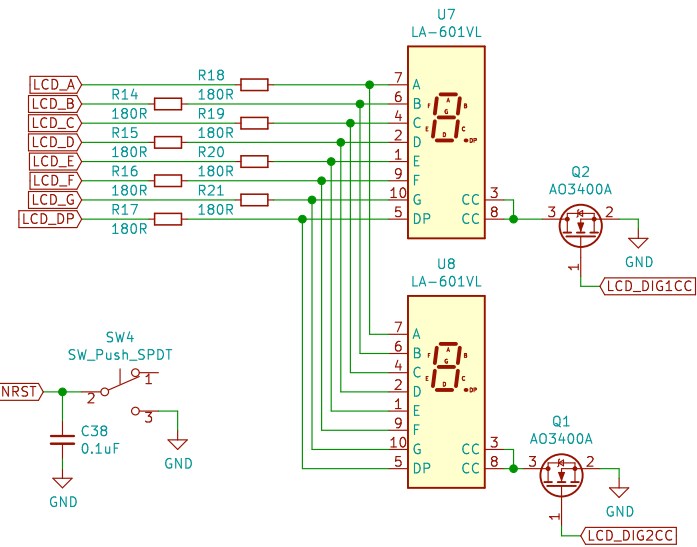 U7
LA-601VL
LCD_A
R18
7
A
R14
180R
LCD_B
6
B
180R
R19
LCD_C
4
C
R15
180R
LCD_D
2
D
180R
R20
LCD_E
1
E
R16
180R
LCD_F
9
F
180R
R21
LCD_G
10
G
CC
3
R17
180R
LCD_DP
5
DP
CC
8
180R
A
F
B
G
E
C
D
DP
Q2
AO3400A
3
2
1
GND
LCD_DIG1CC
U8
LA-601VL
7
A
6
B
4
C
2
D
1
E
9
F
10
G
CC
3
5
DP
CC
8
A
F
B
G
E
C
D
DP
SW4
SW_Push_SPDT
1
NRST
2
3
C38
0.1uF
GND
GND
Q1
AO3400A
3
2
1
GND
LCD_DIG2CC